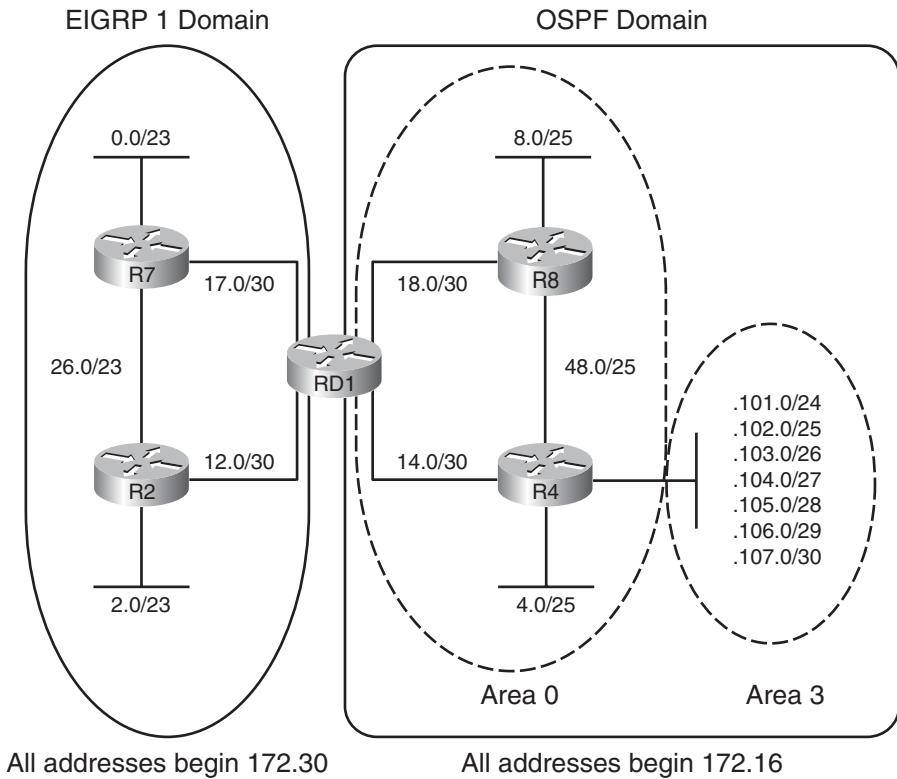 EIGRP 1 Domain
OSPF Domain
0.0/23
8.0/25
R7
R8
17.0/30
18.0/30
26.0/23
RD1
48.0/25
.101.0/24
.102.0/25
.103.0/26
.104.0/27
.105.0/28
.106.0/29
.107.0/30
12.0/30
14.0/30
R2
R4
2.0/23
4.0/25
Area 0
Area 3
All addresses begin 172.30
All addresses begin 172.16